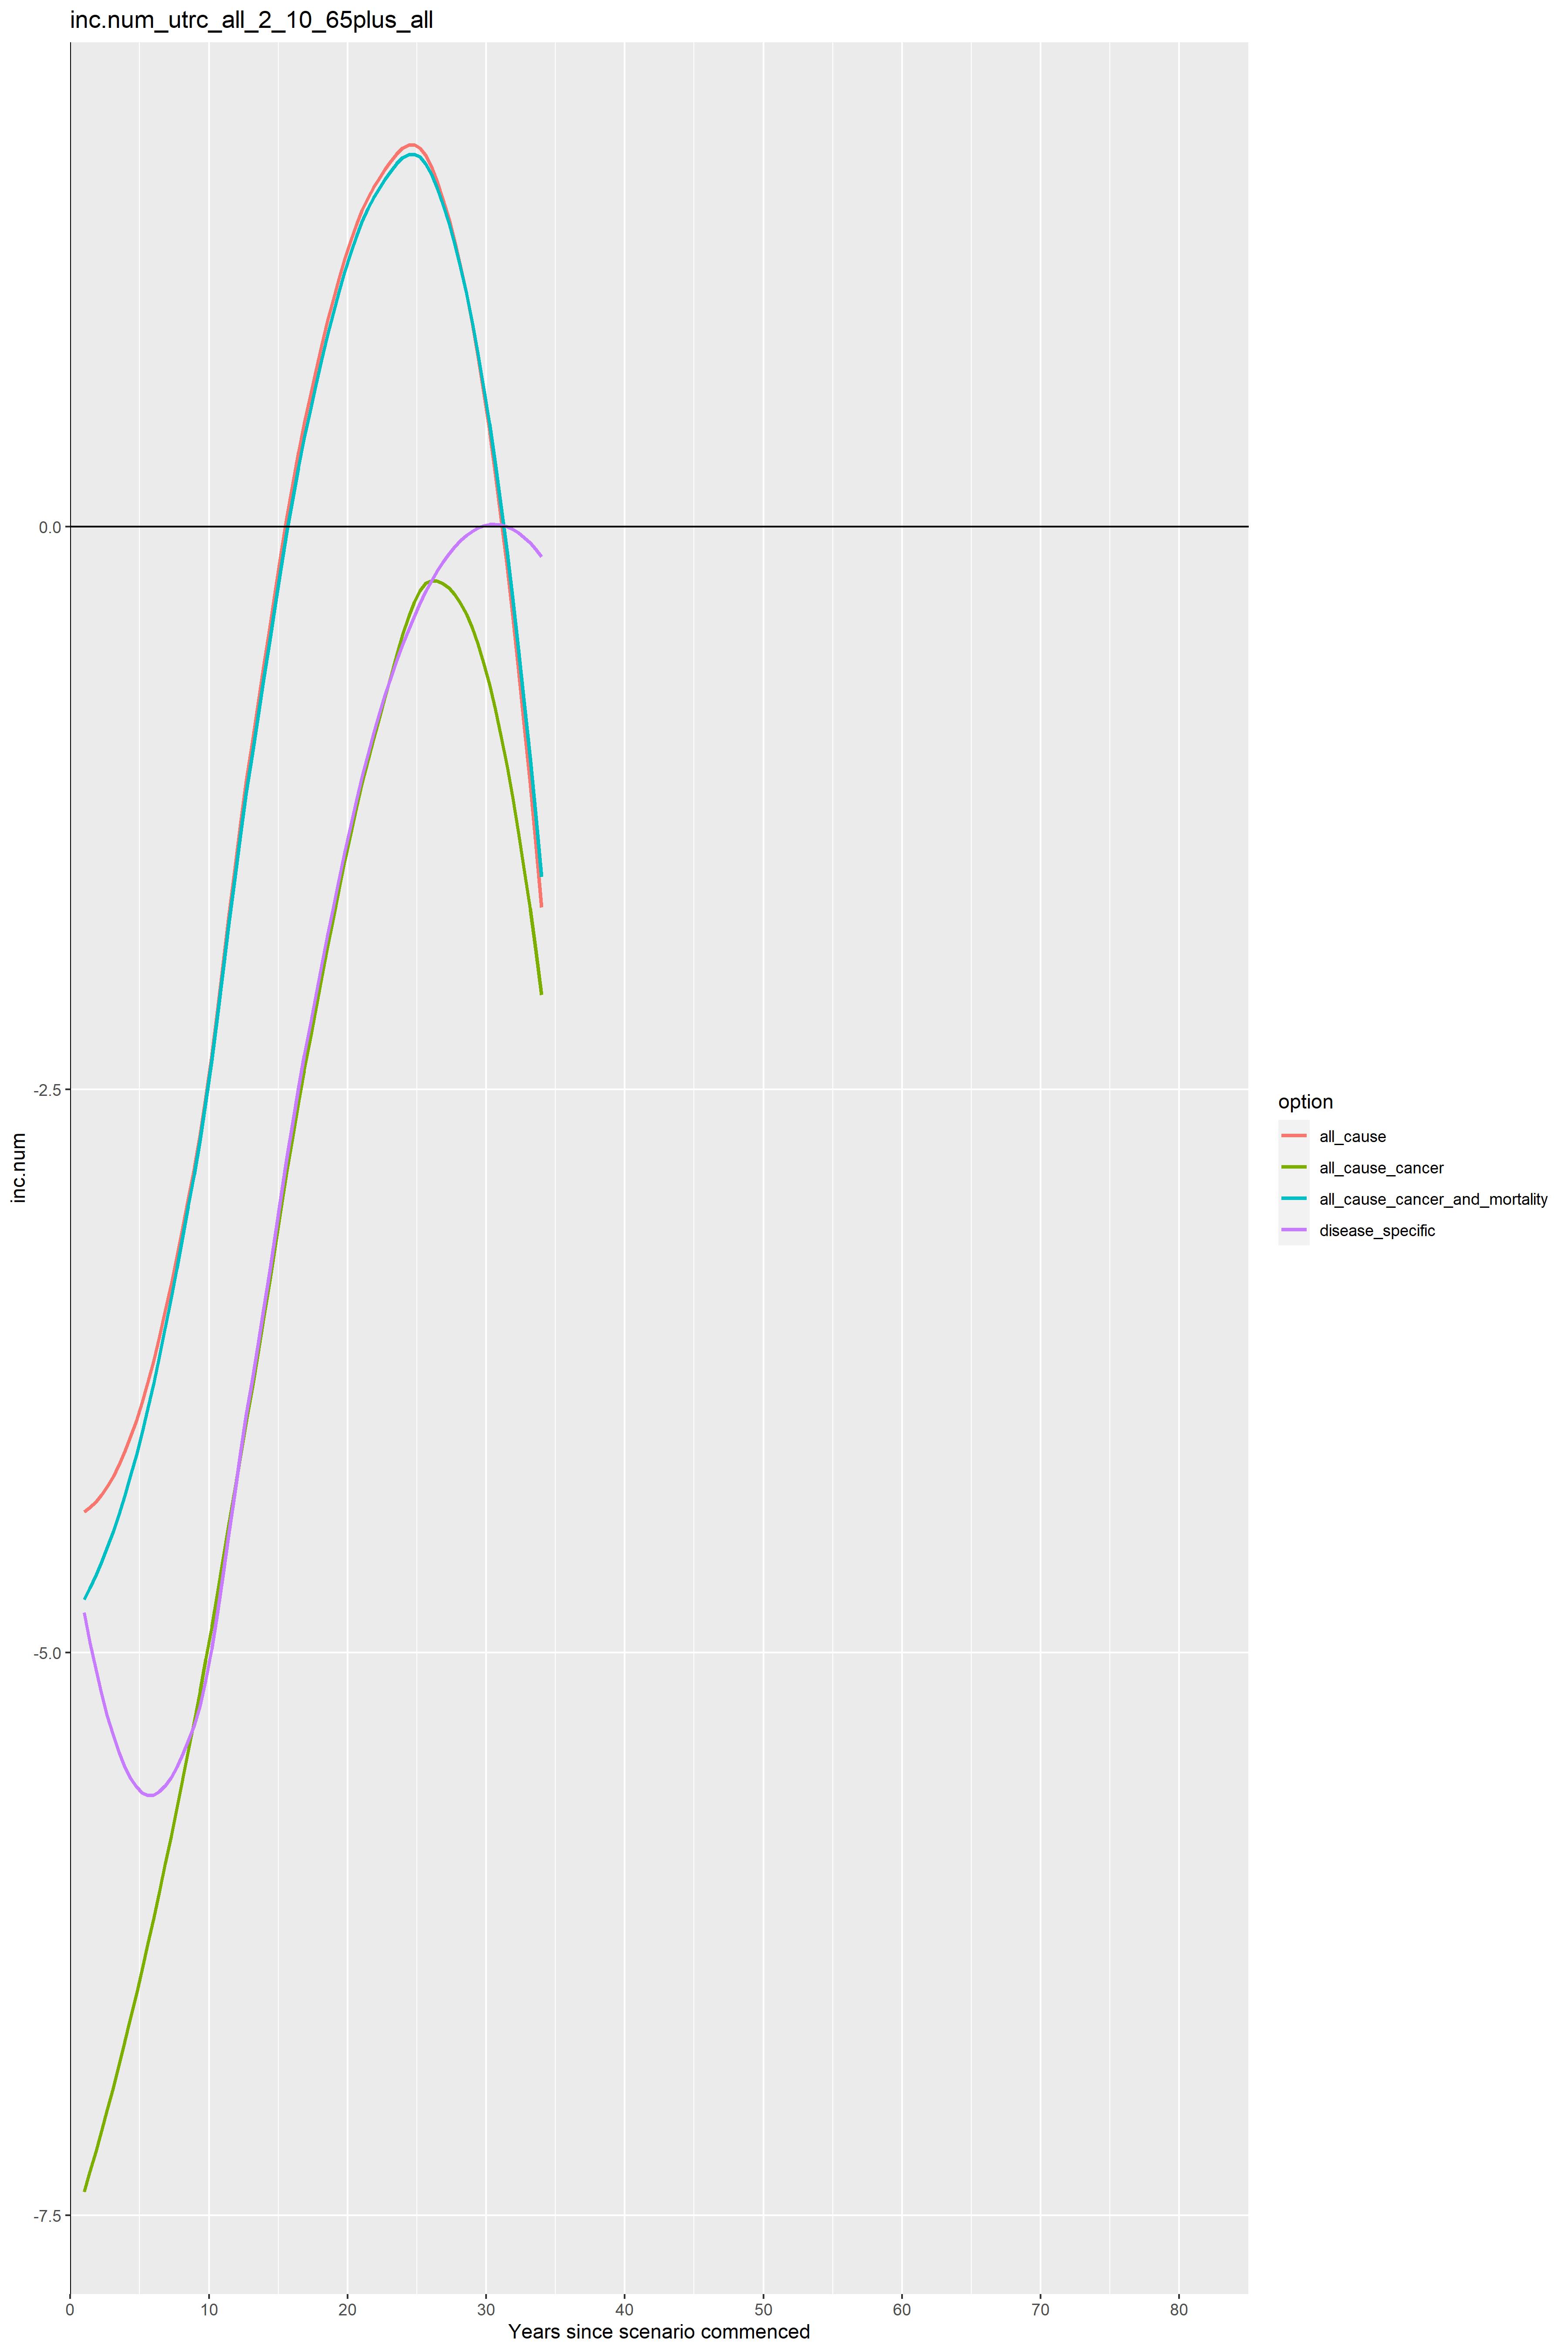 inc.num_utrc_all_2_10_65plus_all
0.0
-2.5
-5.0
-7.5
inc.num
0 10 20 30 40 50 60 70 80
Years since scenario commenced
option
all_cause
all_cause_cancer
all_cause_cancer_and_mortality
disease_specific